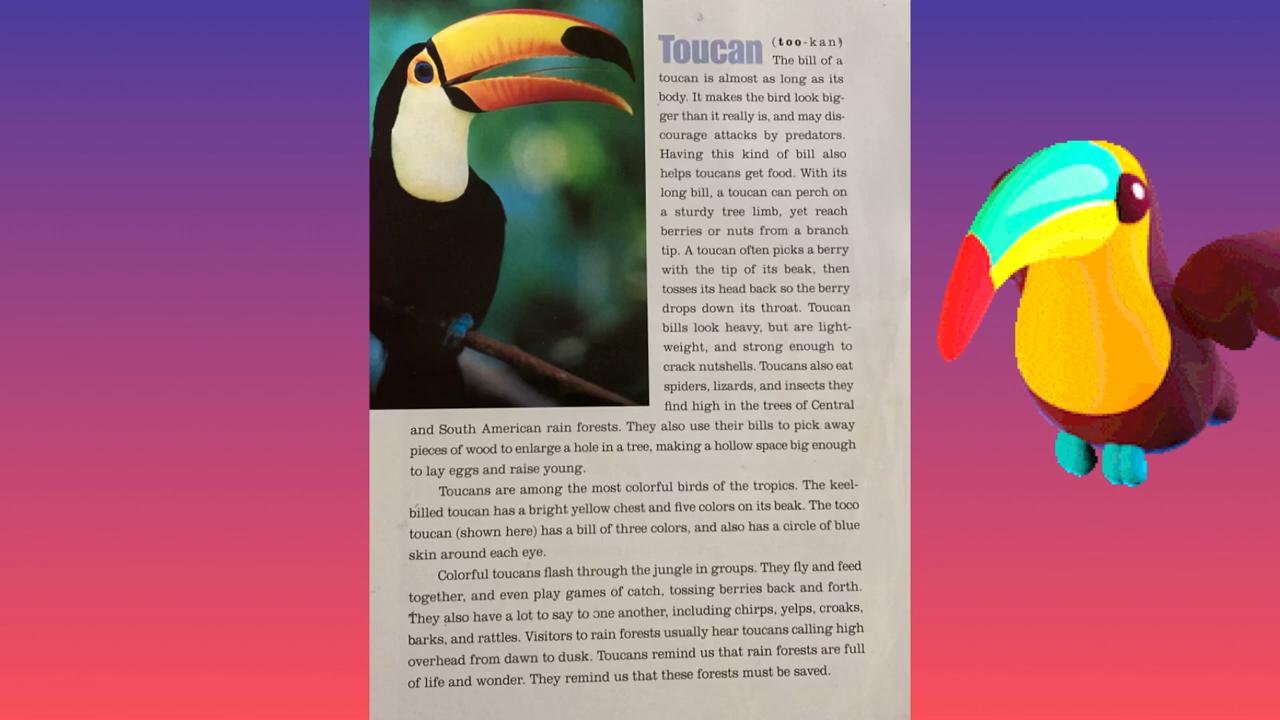 Toucan (too-kan)
The bill of a
toucan is almost as long as its
body. It makes the bird look big-
ger than it really is, and may dis-
courage attacks by predators.
Having this kind of bill also
helps toucans get food. With its
long bill, a toucan can perch on
a sturdy tree limb, yet reach
berries or nuts from a branch
tip. A toucan often picks a berry
with the tip of its beak, then
tosses its head back so the berry
drops down its throat. Toucan
bills look heavy, but are light-
weight, and strong enough to
crack nutshells. Toucans also eat
spiders, lizards, and insects they
find high in the trees of Central
and South American rain forests. They also use their bills to pick away
pieces of wood to enlarge a hole in a tree, making a hollow space big enough
to lay eggs and raise young.
Toucans are among the most colorful birds of the tropics. The keel-
billed toucan has a bright yellow chest and five colors on its beak. The toco
toucan (shown here) has a bill of three colors, and also has a circle of blue
skin around each eye.
Colorful toucans flash through the jungle in groups. They fly and feed
together, and even play games of catch, tossing berries back and forth.
They also have a lot to say to one another, including chirps, yelps, croaks,
barks, and rattles. Visitors to rain forests usually hear toucans calling high
overhead from dawn to dusk. Toucans remind us that rain forests are full
of life and wonder. They remind us that these forests must be saved.